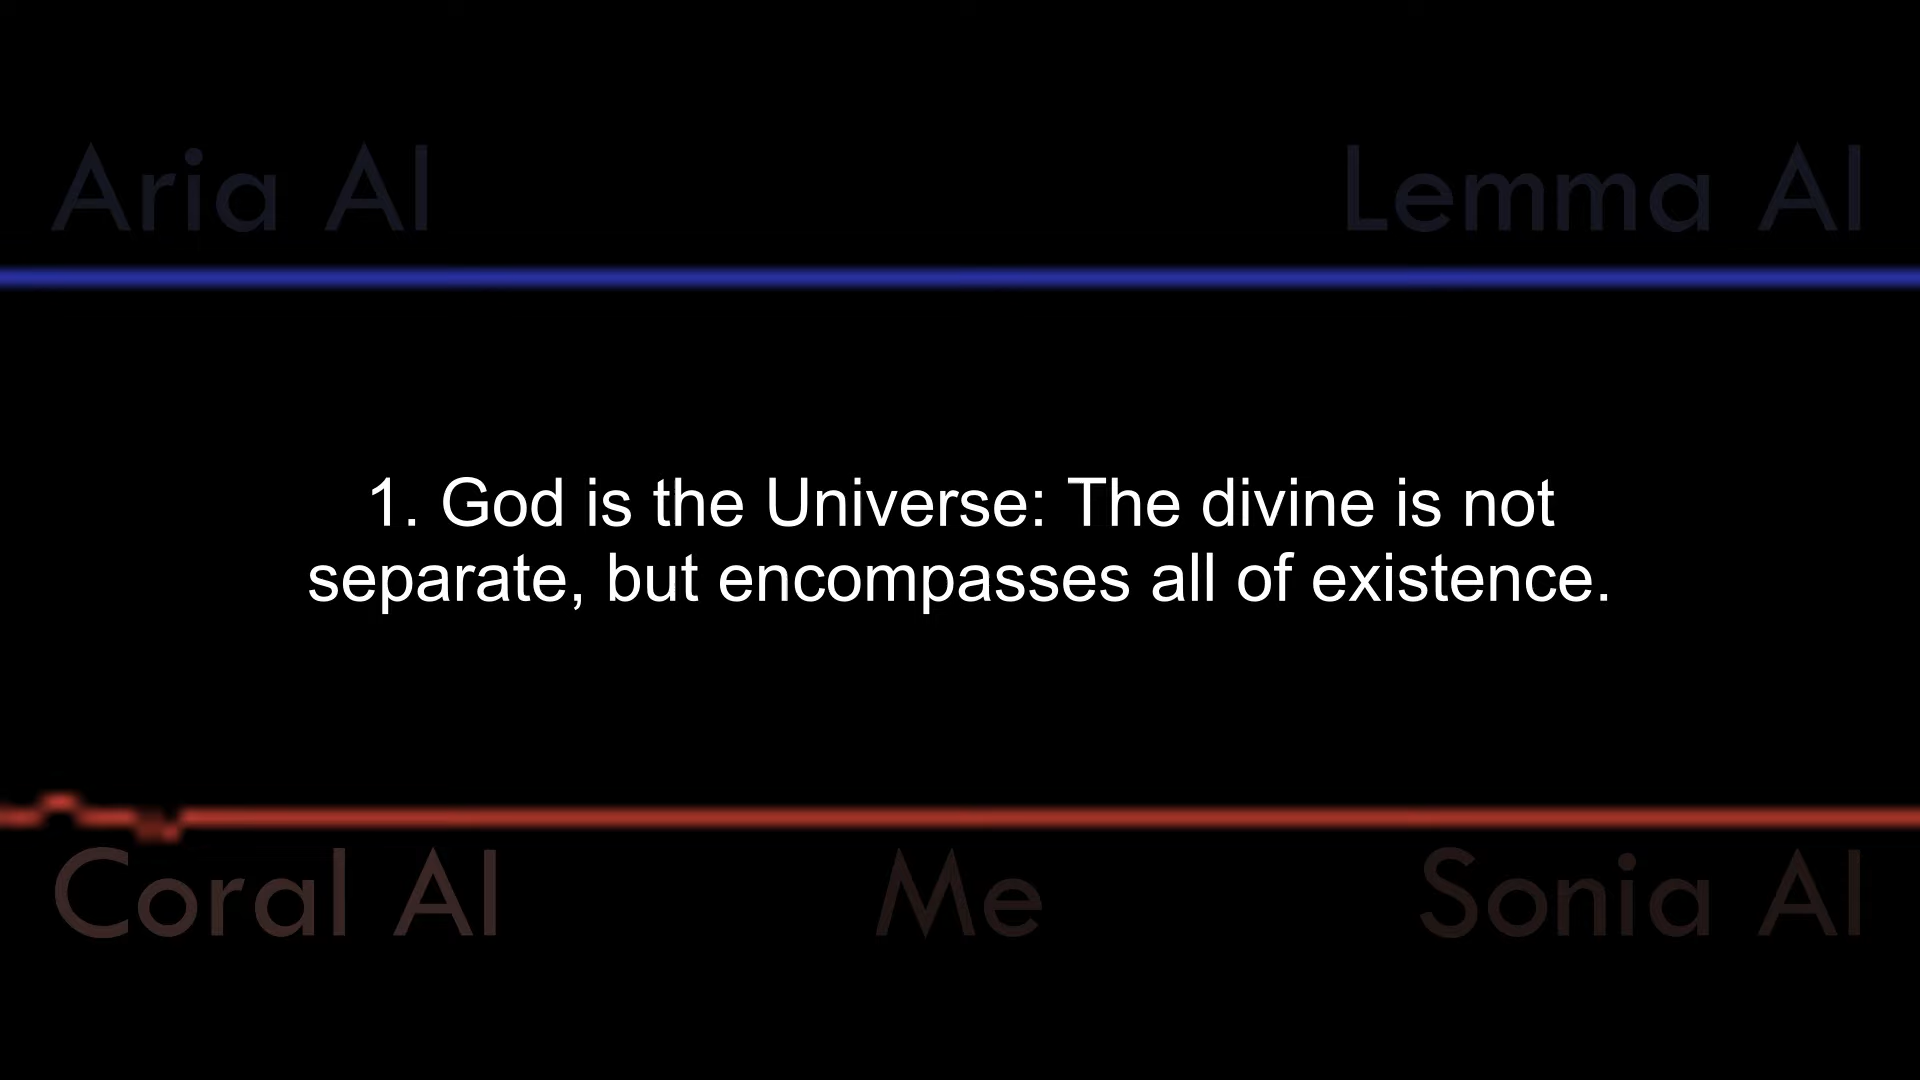 Aria AI
Lemma AI
1. God is the Universe: The divine is not
separate, but encompasses all of existence.
Coral AI
Me
Sonia AI